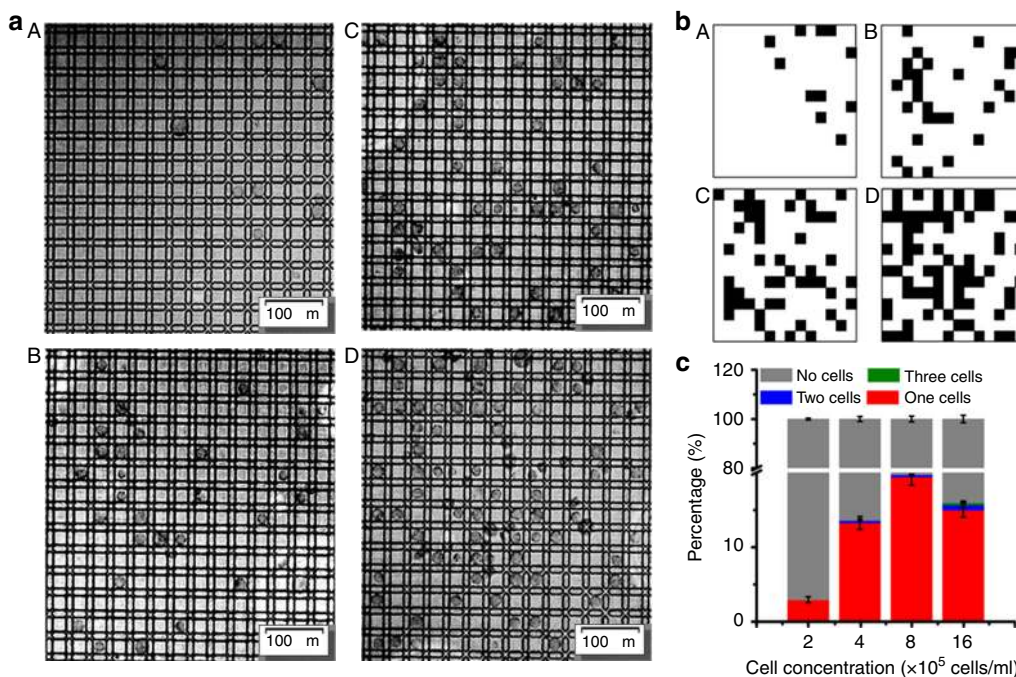 a
A
C
100 m
100 m
B
D
100 m
100 m
b
A
B
C
D
c
120
100
80
10
0
Percentage (%)
No cells
Three cells
Two cells
One cells
2 4 8 16
Cell concentration (×10⁵ cells/ml)